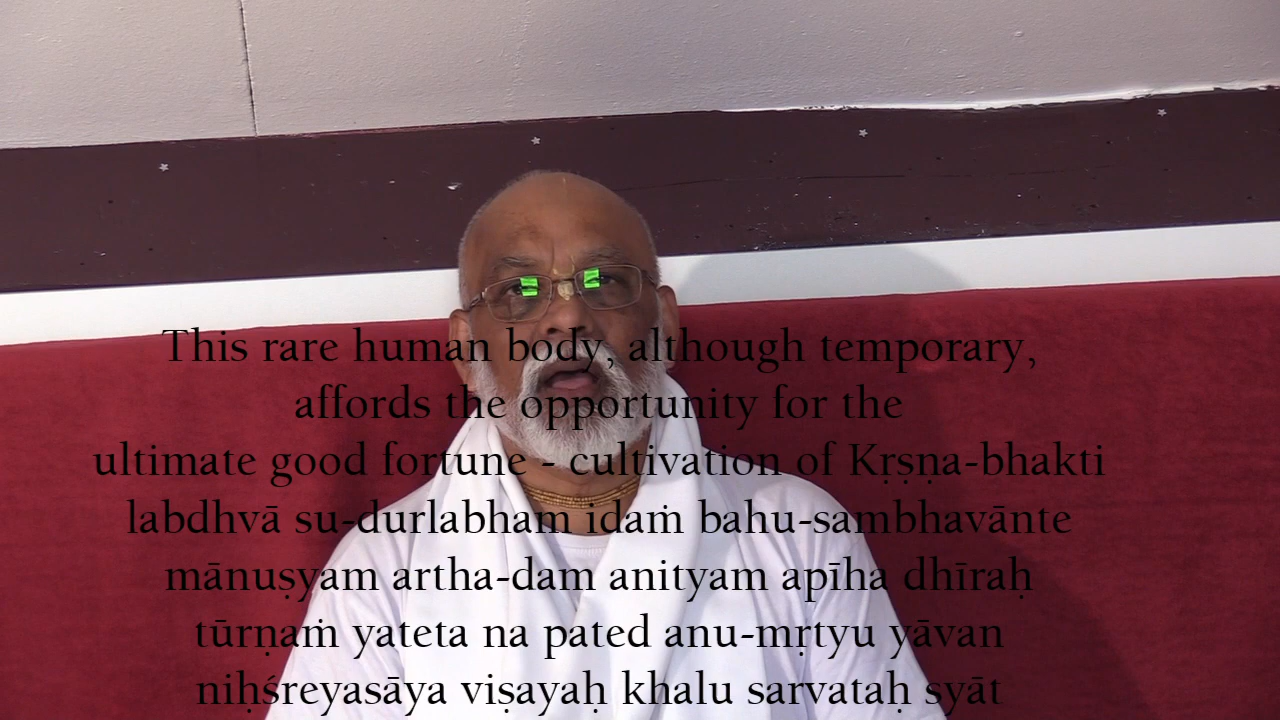 This rare human body, although temporary,
affords the opportunity for the
ultimate good fortune - cultivation of Kṛṣṇa-bhakti
labdhvā su-durlabham idaṁ bahu-sambhavānte
mānuṣyam artha-dam anityam apīha dhīraḥ
tūrṇaṁ yateta na pated anu-mṛtyu yāvan
niḥśreyasāya viṣayaḥ khalu sarvataḥ syāt